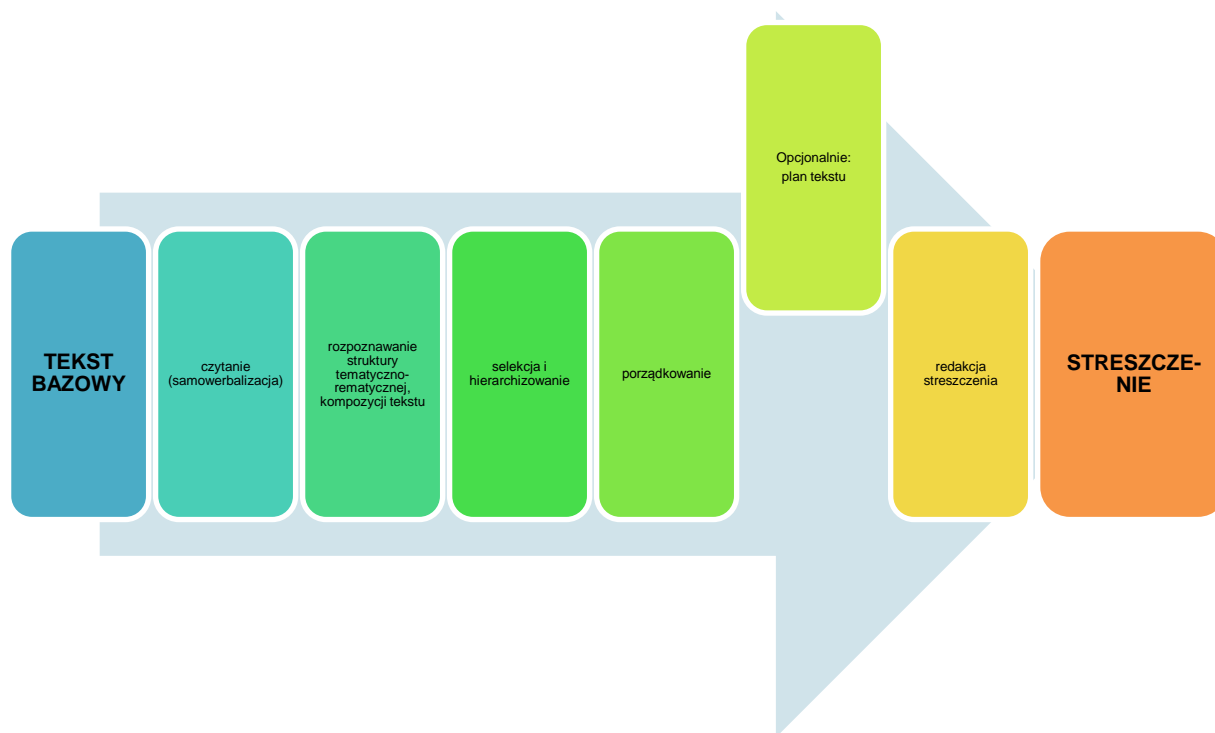 TEKST
BAZOWY
czytanie
(samowerbalizacja)
rozpoznawanie
struktury
tematyczno-
rematycznej,
kompozycji tekstu
selekcja i
hierarchizowanie
porządkowanie
Opcjonalnie:
plan tekstu
redakcja
streszczenia
STRESZCZE-
NIE